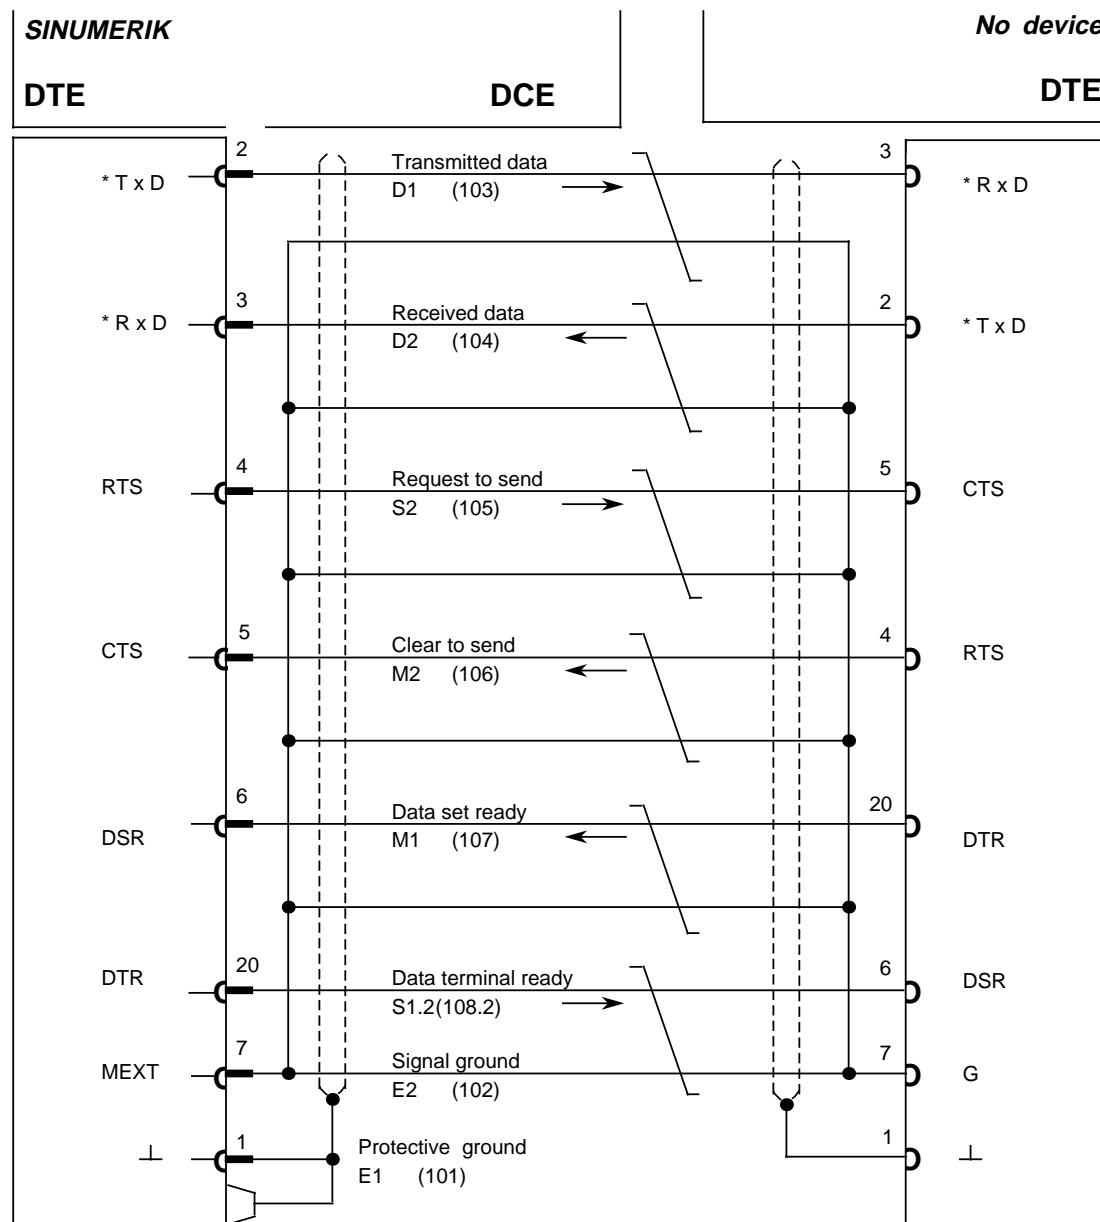 SINUMERIK
No device
DTE DCE DTE
2 Transmitted data 3
* T x D D1 (103) * R x D
3 Received data 2
* R x D D2 (104) * T x D
4 Request to send 5
RTS S2 (105) CTS
5 Clear to send 4
CTS M2 (106) RTS
6 Data set ready 20
DSR M1 (107) DTR
20 Data terminal ready 6
DTR S1.2(108.2) DSR
7 Signal ground 7
MEXT E2 (102) G
1 Protective ground 1
E1 (101)